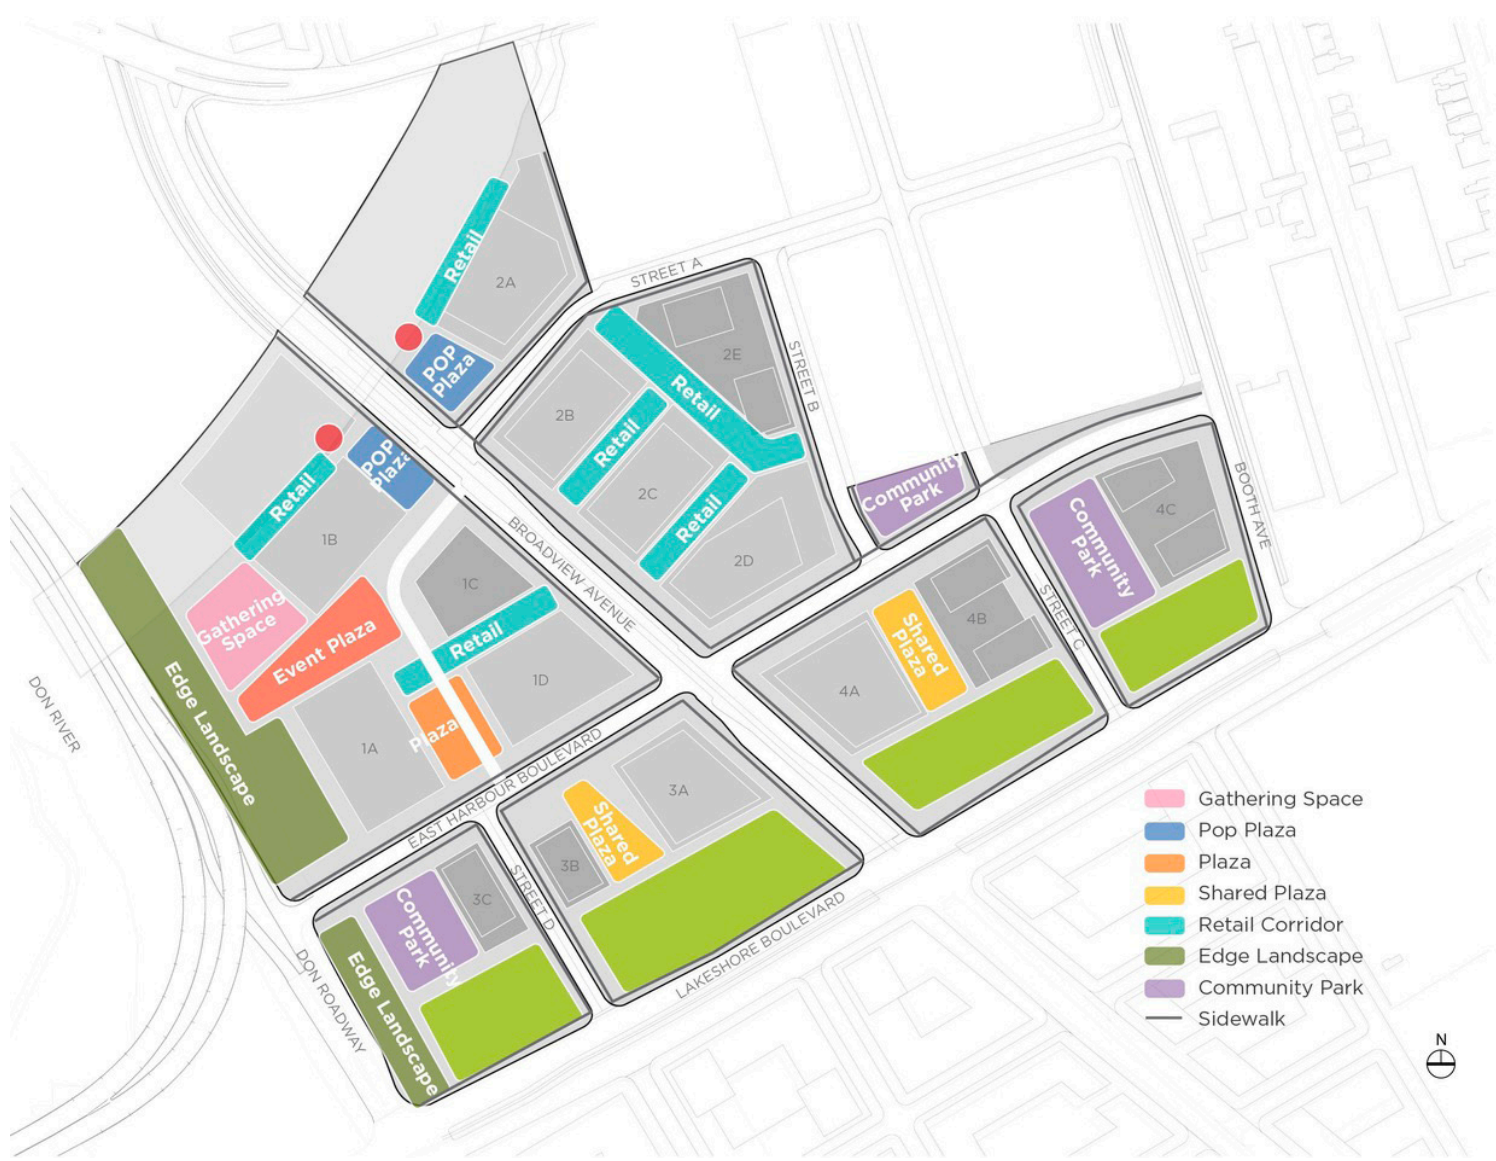 STREET A
Retail
2A
POP
Plaza
2E
STREET B
Retail
2B
Retail
2C
Retail
2D
POP
Plaza
Retail
1B
Gathering
Space
Event Plaza
Edge Landscape
1C
Retail
1D
Plaza
1A
BROADVIEW AVENUE
Community
Park
Community
Park
4C
BOOTH AVE
STREET C
4B
Shared
Plaza
4A
DON RIVER
EAST HARBOUR BOULEVARD
3A
Shared
Plaza
3B
STREET D
3C
Community
Park
Edge Landscape
DON ROADWAY
LAKESHORE BOULEVARD
Gathering Space
Pop Plaza
Plaza
Shared Plaza
Retail Corridor
Edge Landscape
Community Park
Sidewalk
N